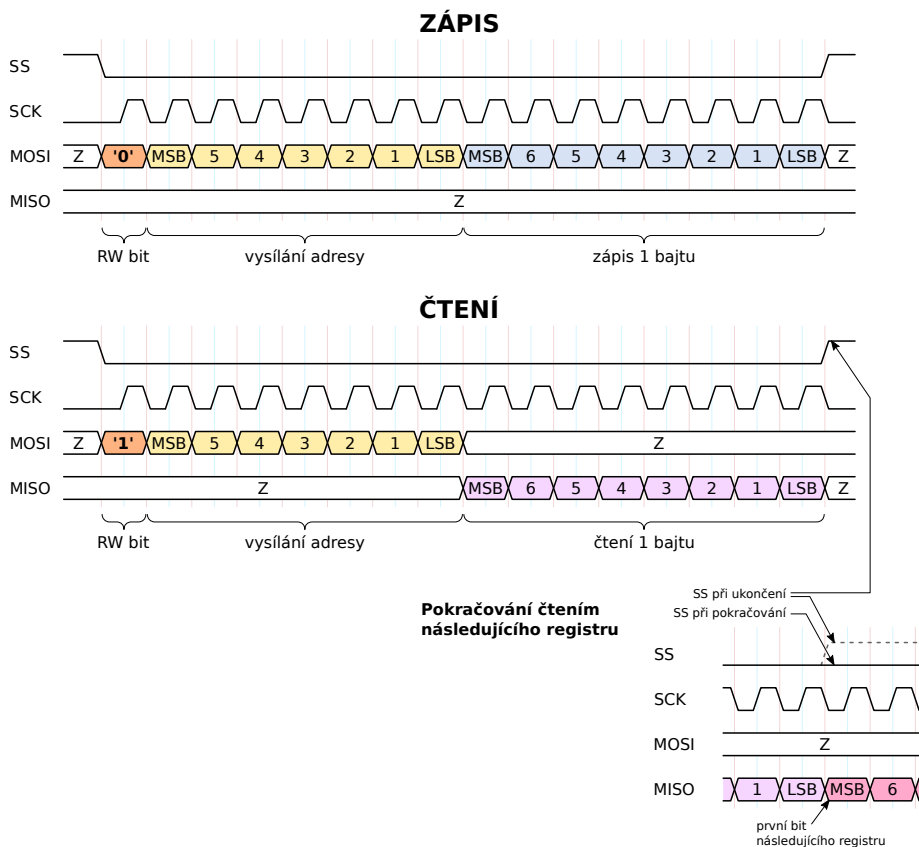 ZÁPIS
SS
SCK
MOSI Z '0' MSB 5 4 3 2 1 LSB MSB 6 5 4 3 2 1 LSB Z
MISO Z
RW bit vysílání adresy zápis 1 bajtu
ČTENÍ
SS
SCK
MOSI Z '1' MSB 5 4 3 2 1 LSB Z
MISO Z MSB 6 5 4 3 2 1 LSB Z
RW bit vysílání adresy čtení 1 bajtu
Pokračování čtením
následujícího registru
SS při ukončení
SS při pokračování
SS
SCK
MOSI Z
MISO 1 LSB MSB 6
první bit
následujícího registru